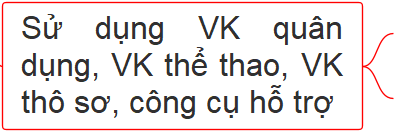 Sử dụng VK quân
dụng, VK thể thao, VK
thô sơ, công cụ hỗ trợ